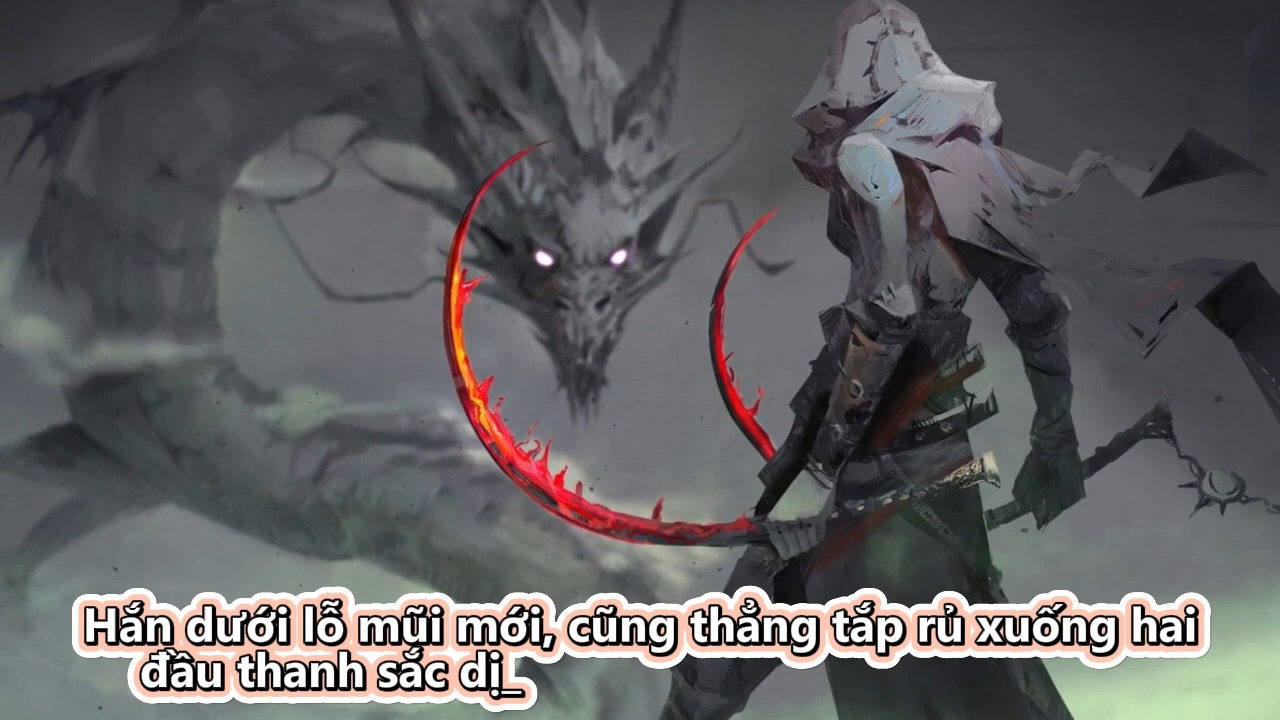 Hắn dưới lỗ mũi mới, cũng thẳng tắp rủ xuống hai
đầu thanh sắc dị_